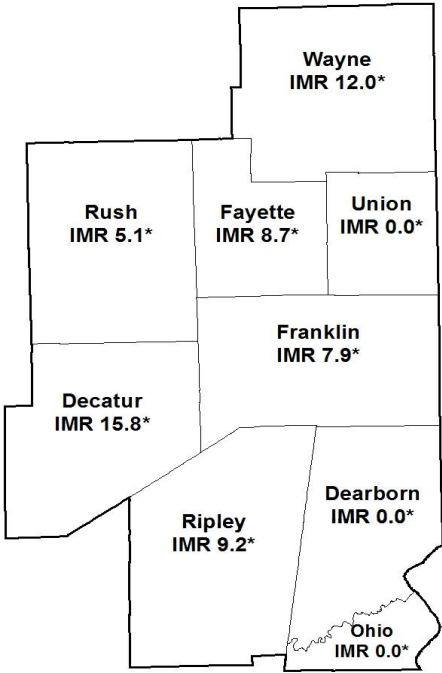 Wayne
IMR 12.0*
Rush
IMR 5.1*
Fayette
IMR 8.7*
Union
IMR 0.0*
Franklin
IMR 7.9*
Decatur
IMR 15.8*
Dearborn
IMR 0.0*
Ripley
IMR 9.2*
Ohio
IMR 0.0*